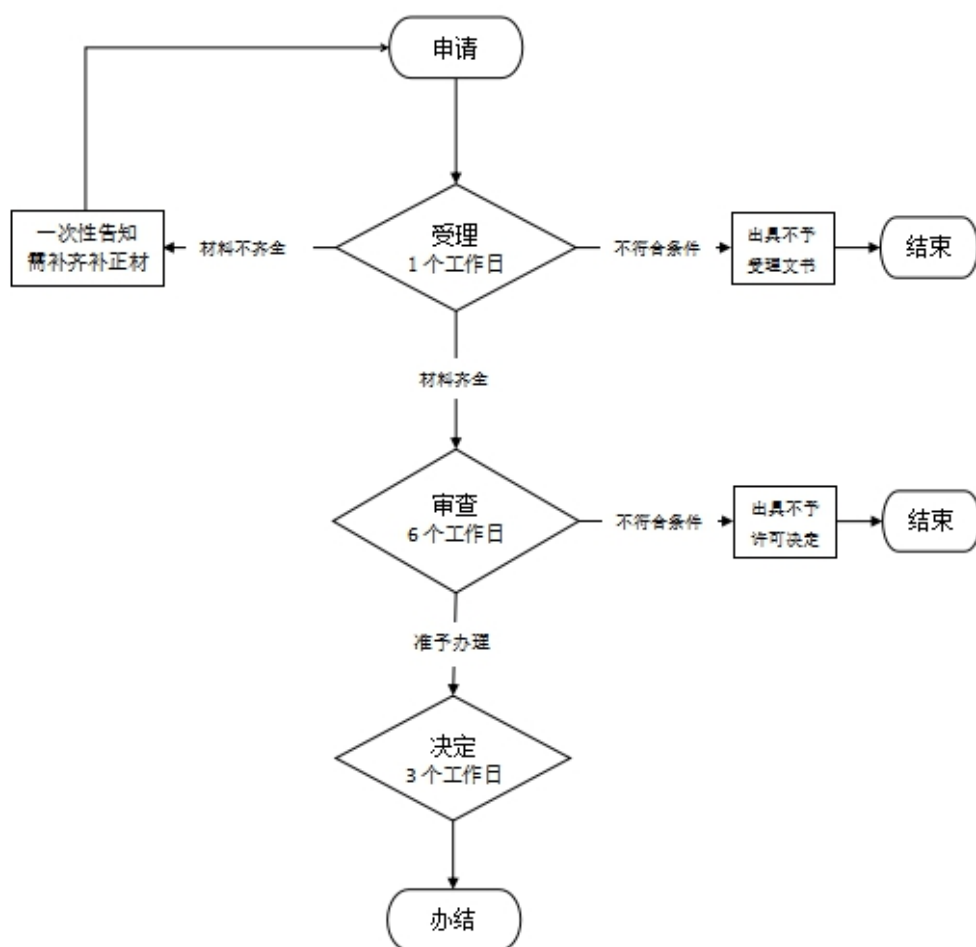 申请
一次性告知
需补齐补正材
材料不齐全
受理
1 个工作日
不符合条件
出具不予
受理文书
结束
材料齐全
审查
6 个工作日
不符合条件
出具不予
许可决定
结束
准予办理
决定
3 个工作日
办结